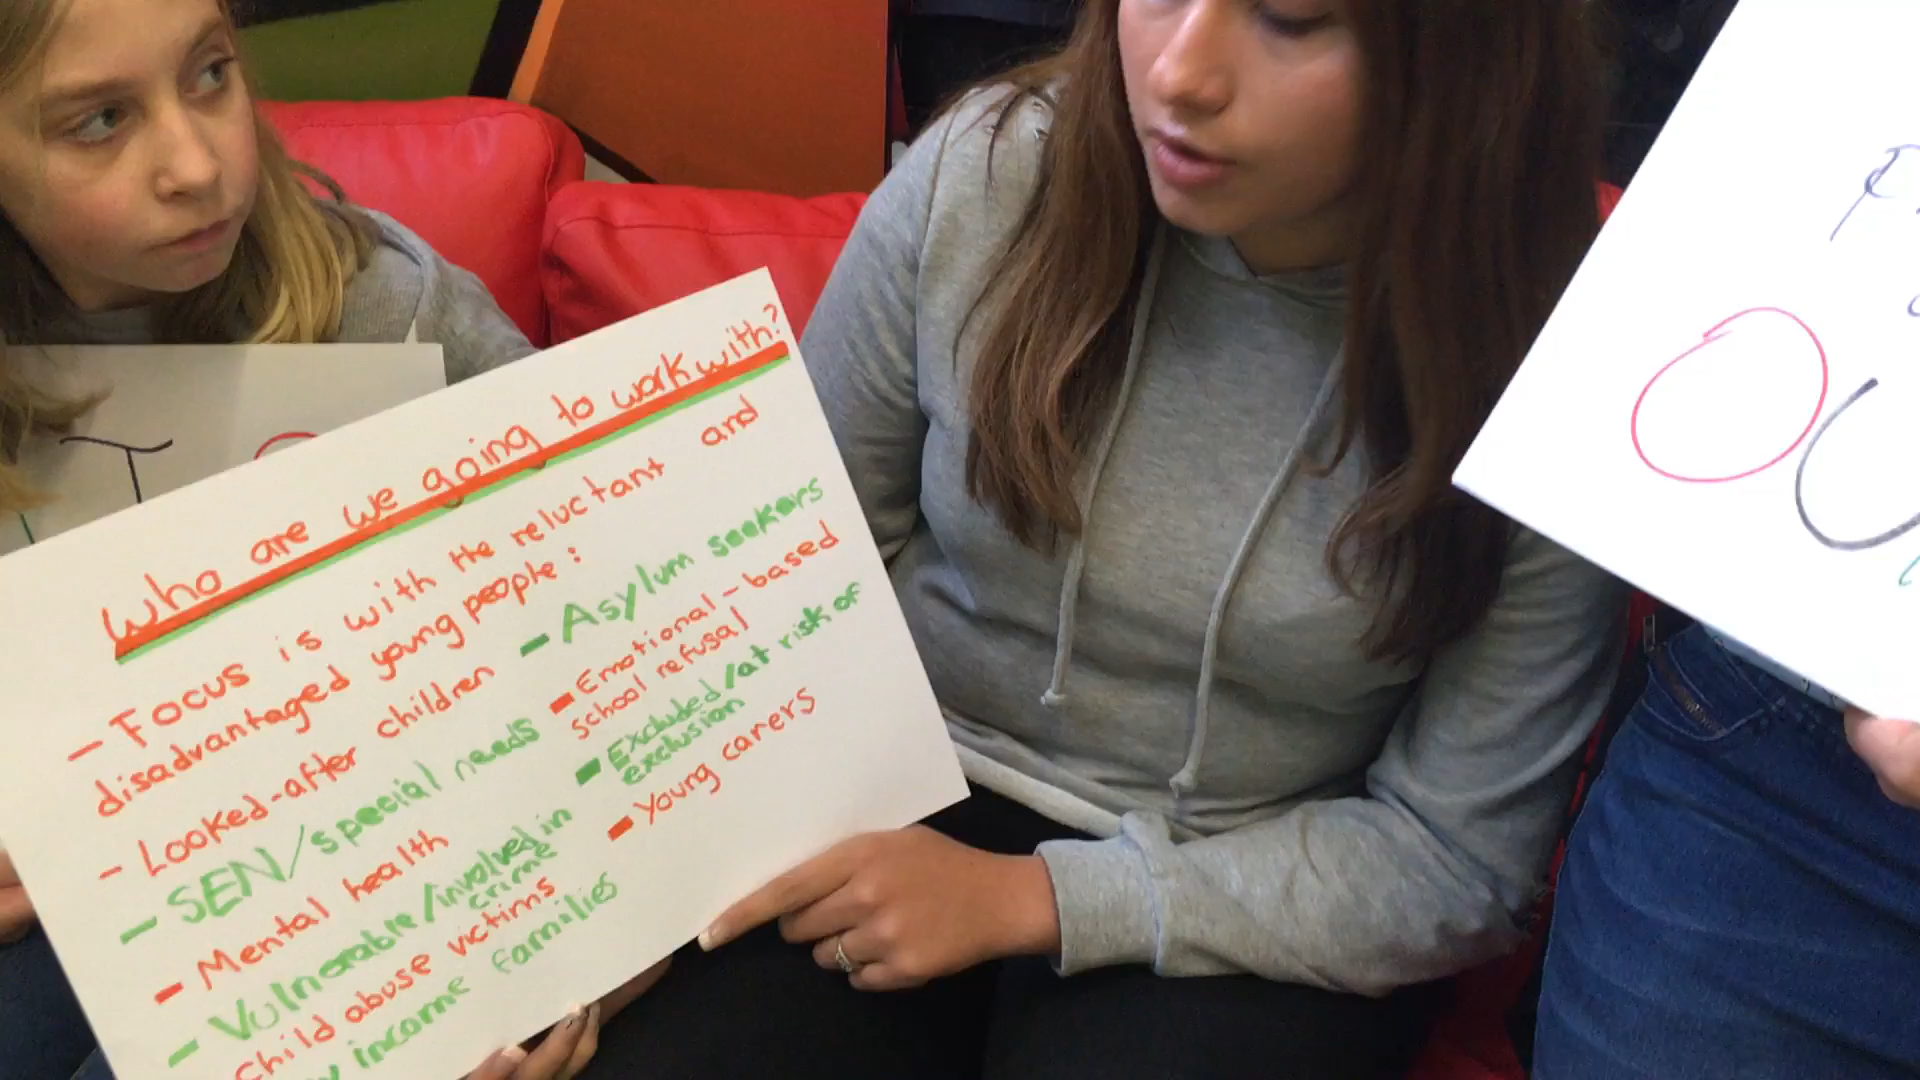 Who are we going to work with?
- Focus is with the reluctant and
disadvantaged young people:
- Looked-after children
- SEN/special needs
- Mental health
- Vulnerable/involved in
crime
child abuse victims
income families
- Asylum seekers
- Emotional-based
school refusal
- Excluded/at risk of
exclusion
- Young carers
T
OU